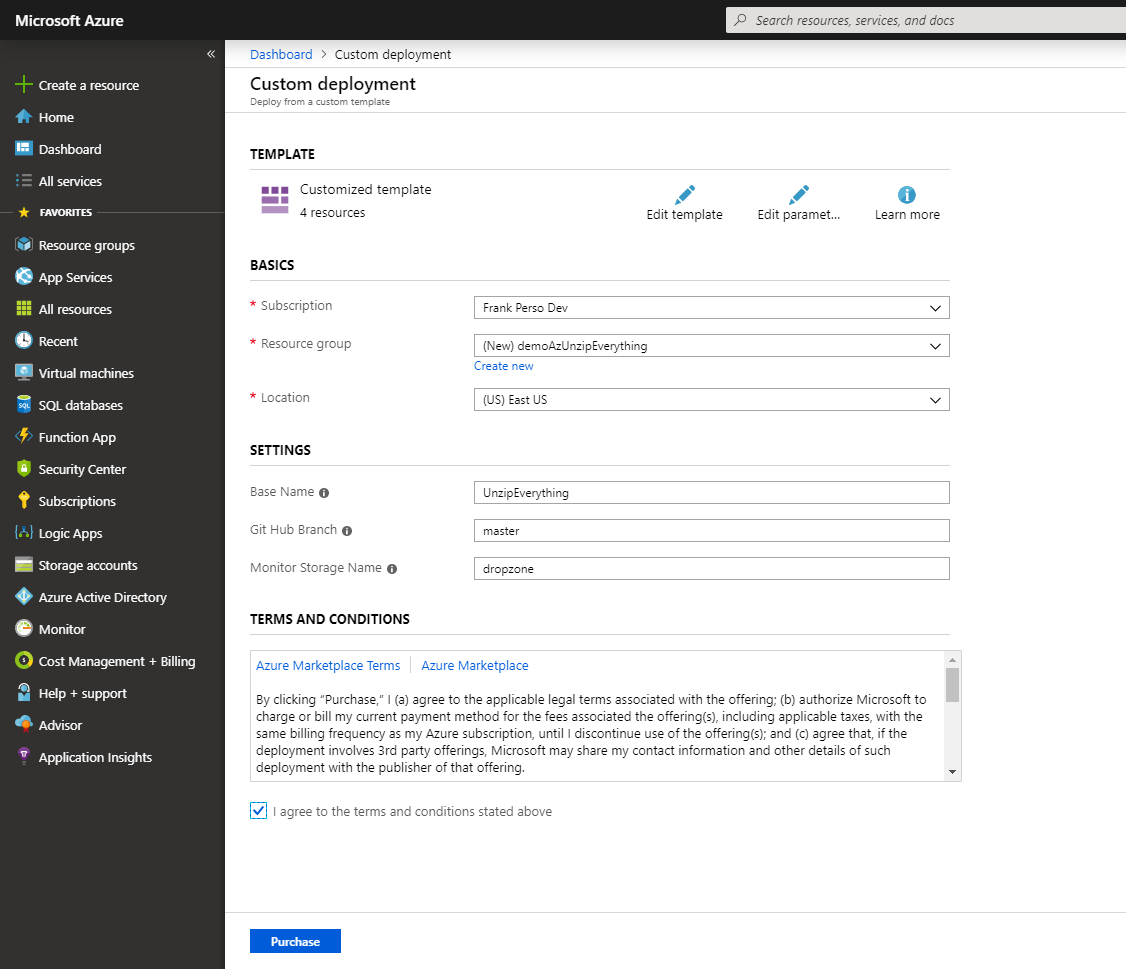 Microsoft Azure
Search resources, services, and docs
«
Create a resource
Home
Dashboard
All services
FAVORITES
Resource groups
App Services
All resources
Recent
Virtual machines
SQL databases
Function App
Security Center
Subscriptions
Logic Apps
Storage accounts
Azure Active Directory
Monitor
Cost Management + Billing
Help + support
Advisor
Application Insights
Dashboard > Custom deployment
Custom deployment
Deploy from a custom template
TEMPLATE
Customized template
4 resources
Edit template
Edit paramet...
Learn more
BASICS
* Subscription
Frank Perso Dev
* Resource group
(New) demoAzUnzipEverything
Create new
* Location
(US) East US
SETTINGS
Base Name
UnzipEverything
Git Hub Branch
master
Monitor Storage Name
dropzone
TERMS AND CONDITIONS
Azure Marketplace Terms | Azure Marketplace
By clicking “Purchase,” I (a) agree to the applicable legal terms associated with the offering; (b) authorize Microsoft to
charge or bill my current payment method for the fees associated the offering(s), including applicable taxes, with the
same billing frequency as my Azure subscription, until I discontinue use of the offering(s); and (c) agree that, if the
deployment involves 3rd party offerings, Microsoft may share my contact information and other details of such
deployment with the publisher of that offering.
I agree to the terms and conditions stated above
Purchase